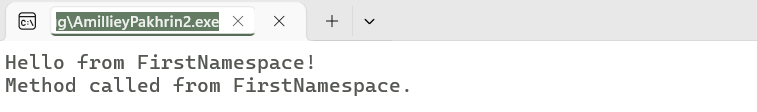 g\AmillieyPakhrin2.exe
Hello from FirstNamespace!
Method called from FirstNamespace.